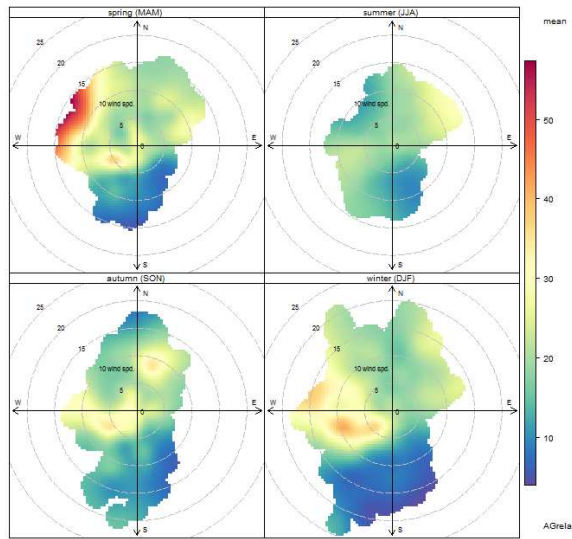 spring (MAM)
summer (JJA)
mean
N
25
20
15
10 wind spd.
5
0
W
E
S
N
25
20
15
10 wind spd.
5
0
W
E
S
50
40
30
20
10
autumn (SON)
winter (DJF)
N
25
20
15
10 wind spd.
5
0
W
E
S
N
25
20
15
10 wind spd.
5
0
W
E
S
AGrela